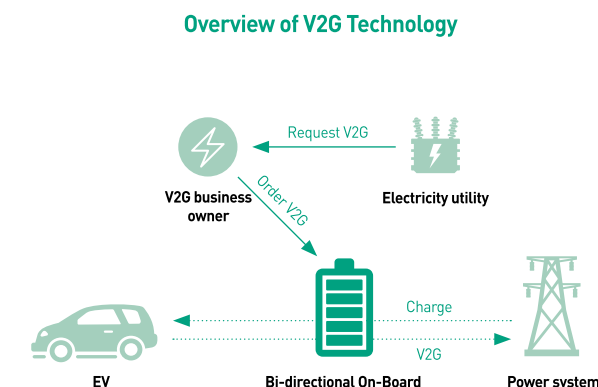 Overview of V2G Technology
Request V2G
V2G business
owner
Order V2G
Electricity utility
Charge
V2G
EV
Bi-directional On-Board
Power system